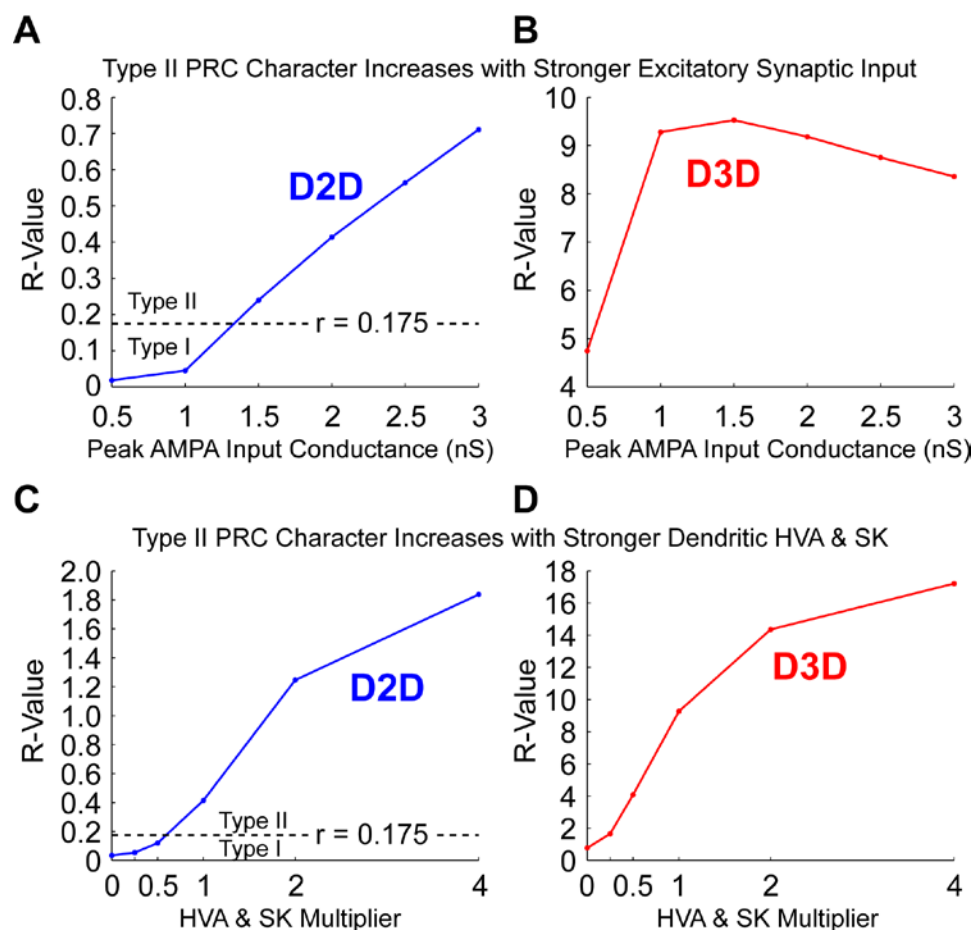 A
B
Type II PRC Character Increases with Stronger Excitatory Synaptic Input
0.8
0.7
0.6
0.5
0.4
0.3
0.2
0.1
0
R-Value
D2D
Type II
r = 0.175
Type I
0.5 1 1.5 2 2.5 3
Peak AMPA Input Conductance (nS)
10
9
8
7
6
5
4
R-Value
D3D
0.5 1 1.5 2 2.5 3
Peak AMPA Input Conductance (nS)
C
D
Type II PRC Character Increases with Stronger Dendritic HVA & SK
2.0
1.8
1.6
1.4
1.2
1.0
0.8
0.6
0.4
0.2
0
R-Value
D2D
Type II
r = 0.175
Type I
0 0.5 1 2 4
HVA & SK Multiplier
18
16
14
12
10
8
6
4
2
0
R-Value
D3D
0 0.5 1 2 4
HVA & SK Multiplier